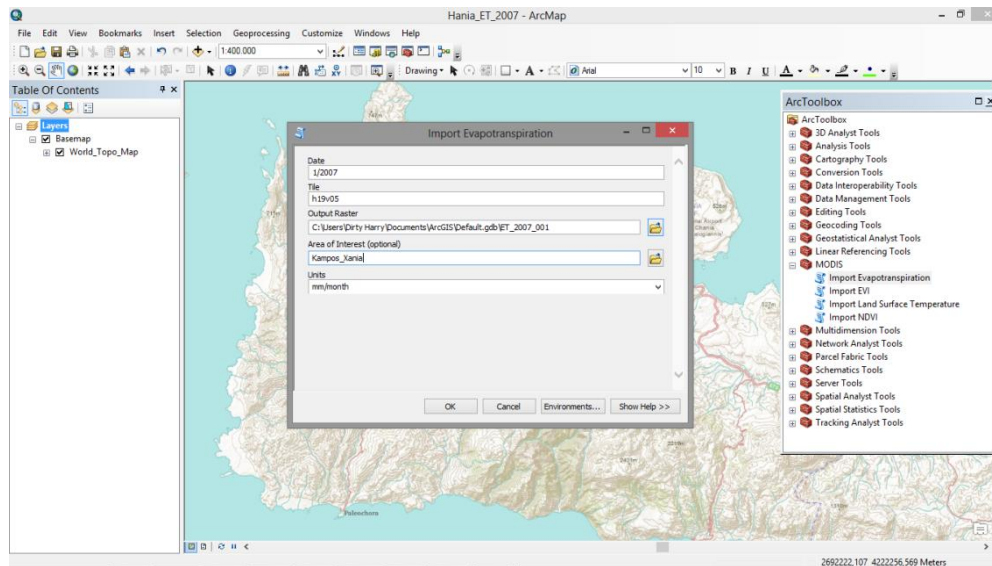 Hania_ET_2007 - ArcMap
File Edit View Bookmarks Insert Selection Geoprocessing Customize Windows Help
1:400.000
Drawing Arial 10 B I U A
Table Of Contents
Layers
Basemap
World_Topo_Map
Import Evapotranspiration
Date
1/2007
Tile
h19v05
Output Raster
C:\Users\Dirty Harry\Documents\ArcGIS\Default.gdb\ET_2007_001
Area of Interest (optional)
Kampos_Xania
Units
mm/month
OK Cancel Environments... Show Help >>
ArcToolbox
ArcToolbox
3D Analyst Tools
Analysis Tools
Cartography Tools
Conversion Tools
Data Interoperability Tools
Data Management Tools
Editing Tools
Geocoding Tools
Geostatistical Analyst Tools
Linear Referencing Tools
MODIS
Import Evapotranspiration
Import EVI
Import Land Surface Temperature
Import NDVI
Multidimension Tools
Network Analyst Tools
Parcel Fabric Tools
Schematics Tools
Server Tools
Spatial Analyst Tools
Spatial Statistics Tools
Tracking Analyst Tools
Paleochora
2692222,107 4222256,569 Meters